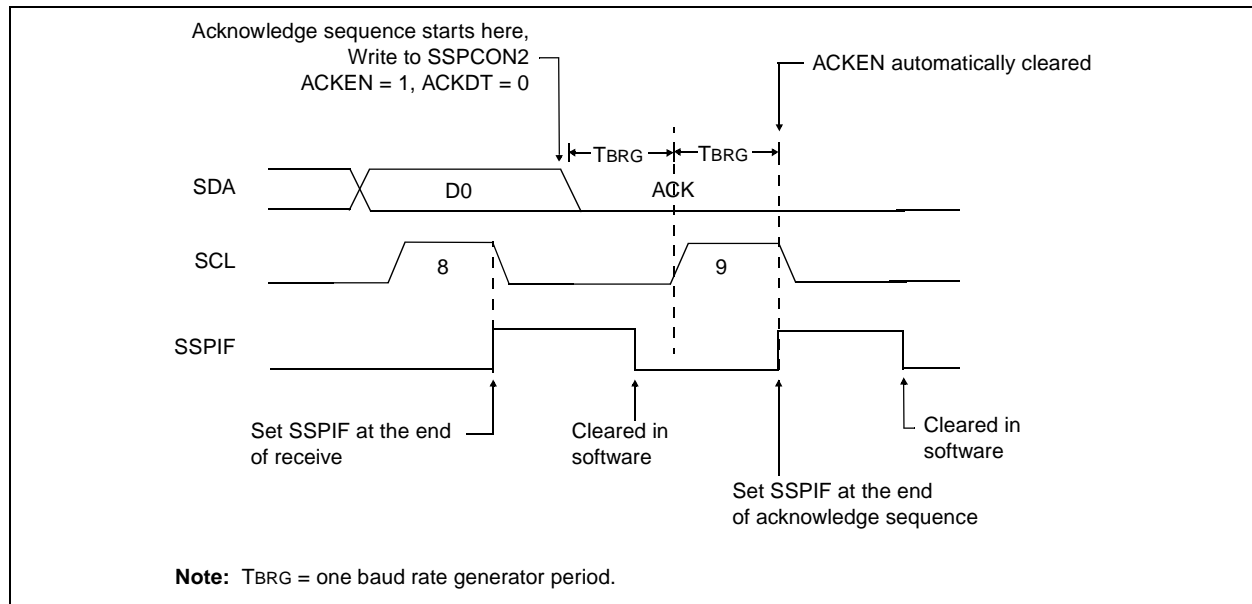 Acknowledge sequence starts here,
Write to SSPCON2
ACKEN = 1, ACKDT = 0
ACKEN automatically cleared
TBRG
TBRG
SDA
D0
ACK
SCL
8
9
SSPIF
Set SSPIF at the end
of receive
Cleared in
software
Cleared in
software
Set SSPIF at the end
of acknowledge sequence
Note: TBRG = one baud rate generator period.